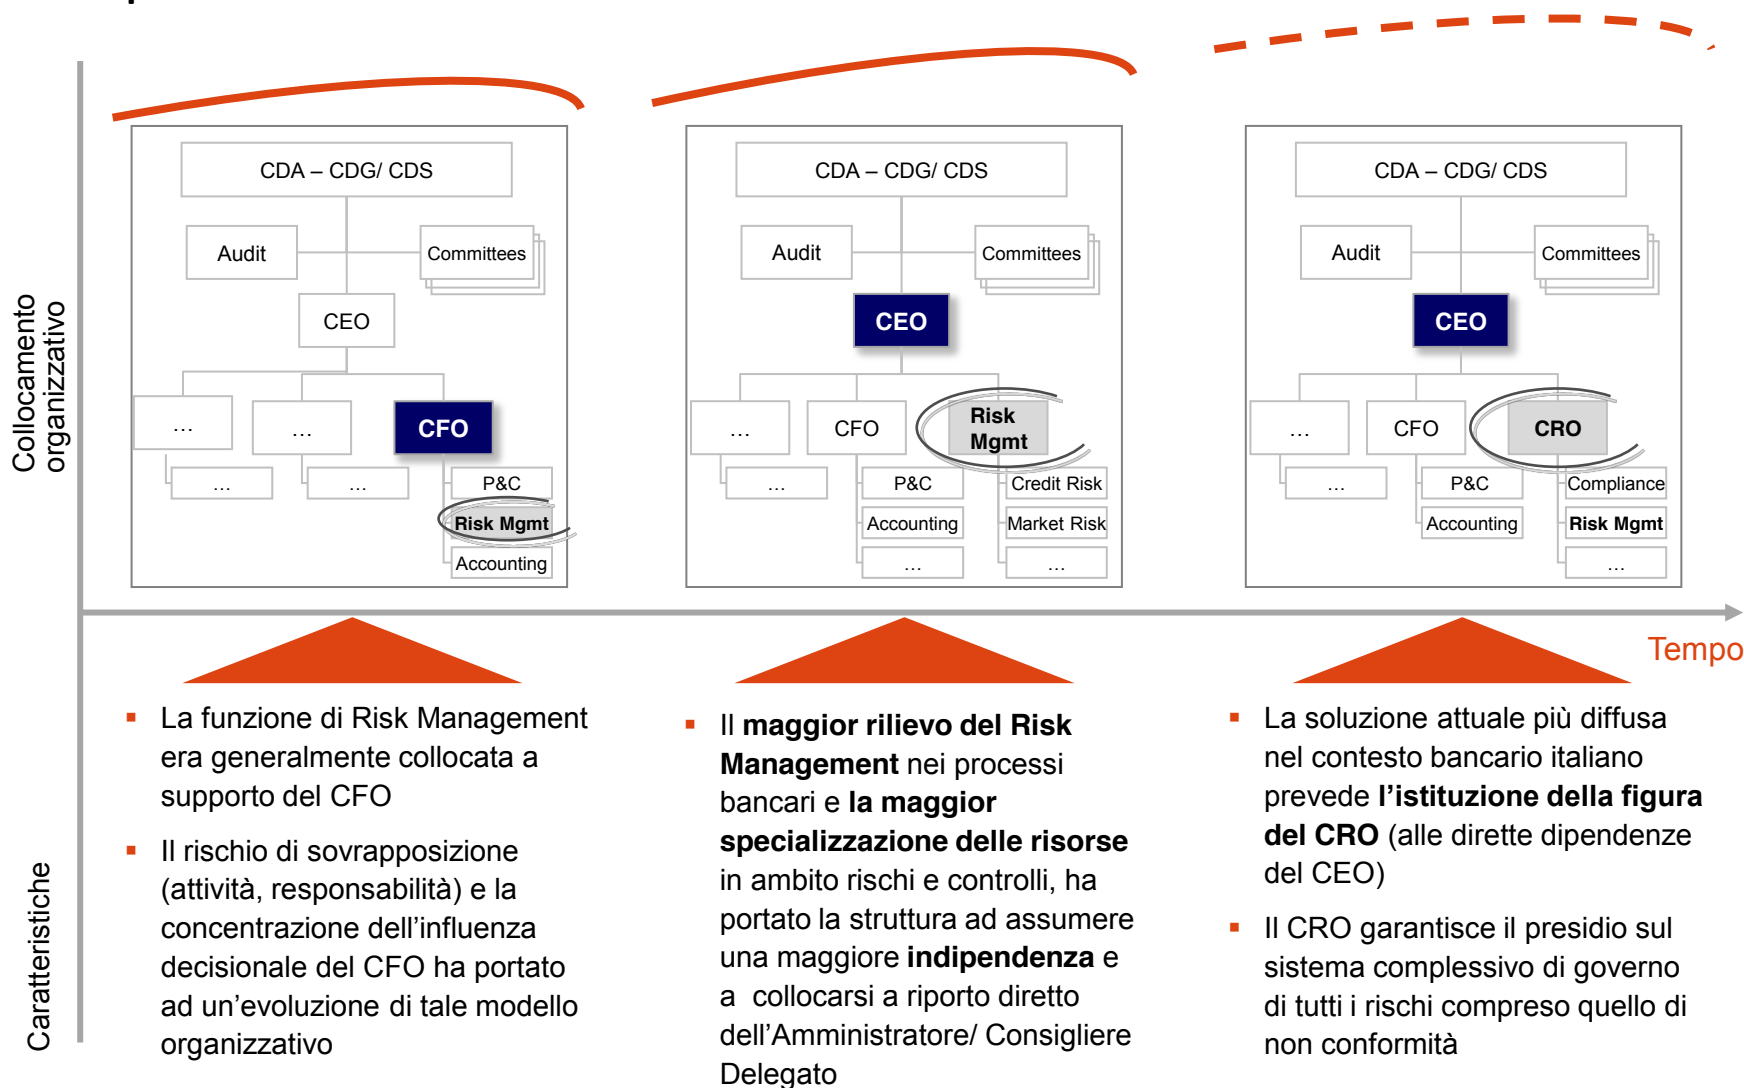 Collocamento
organizzativo
CDA – CDG/ CDS
Audit
Committees
CEO
…
…
CFO
…
…
P&C
Risk Mgmt
Accounting
CDA – CDG/ CDS
Audit
Committees
CEO
…
CFO
Risk
Mgmt
…
P&C
Credit Risk
Accounting
Market Risk
…
…
CDA – CDG/ CDS
Audit
Committees
CEO
…
CFO
CRO
…
P&C
Compliance
Accounting
Risk Mgmt
…
Tempo
Caratteristiche
▪ La funzione di Risk Management
era generalmente collocata a
supporto del CFO
▪ Il rischio di sovrapposizione
(attività, responsabilità) e la
concentrazione dell’influenza
decisionale del CFO ha portato
ad un’evoluzione di tale modello
organizzativo
▪ Il maggior rilievo del Risk
Management nei processi
bancari e la maggior
specializzazione delle risorse
in ambito rischi e controlli, ha
portato la struttura ad assumere
una maggiore indipendenza e
a  collocarsi a riporto diretto
dell’Amministratore/ Consigliere
Delegato
▪ La soluzione attuale più diffusa
nel contesto bancario italiano
prevede l’istituzione della figura
del CRO (alle dirette dipendenze
del CEO)
▪ Il CRO garantisce il presidio sul
sistema complessivo di governo
di tutti i rischi compreso quello di
non conformità